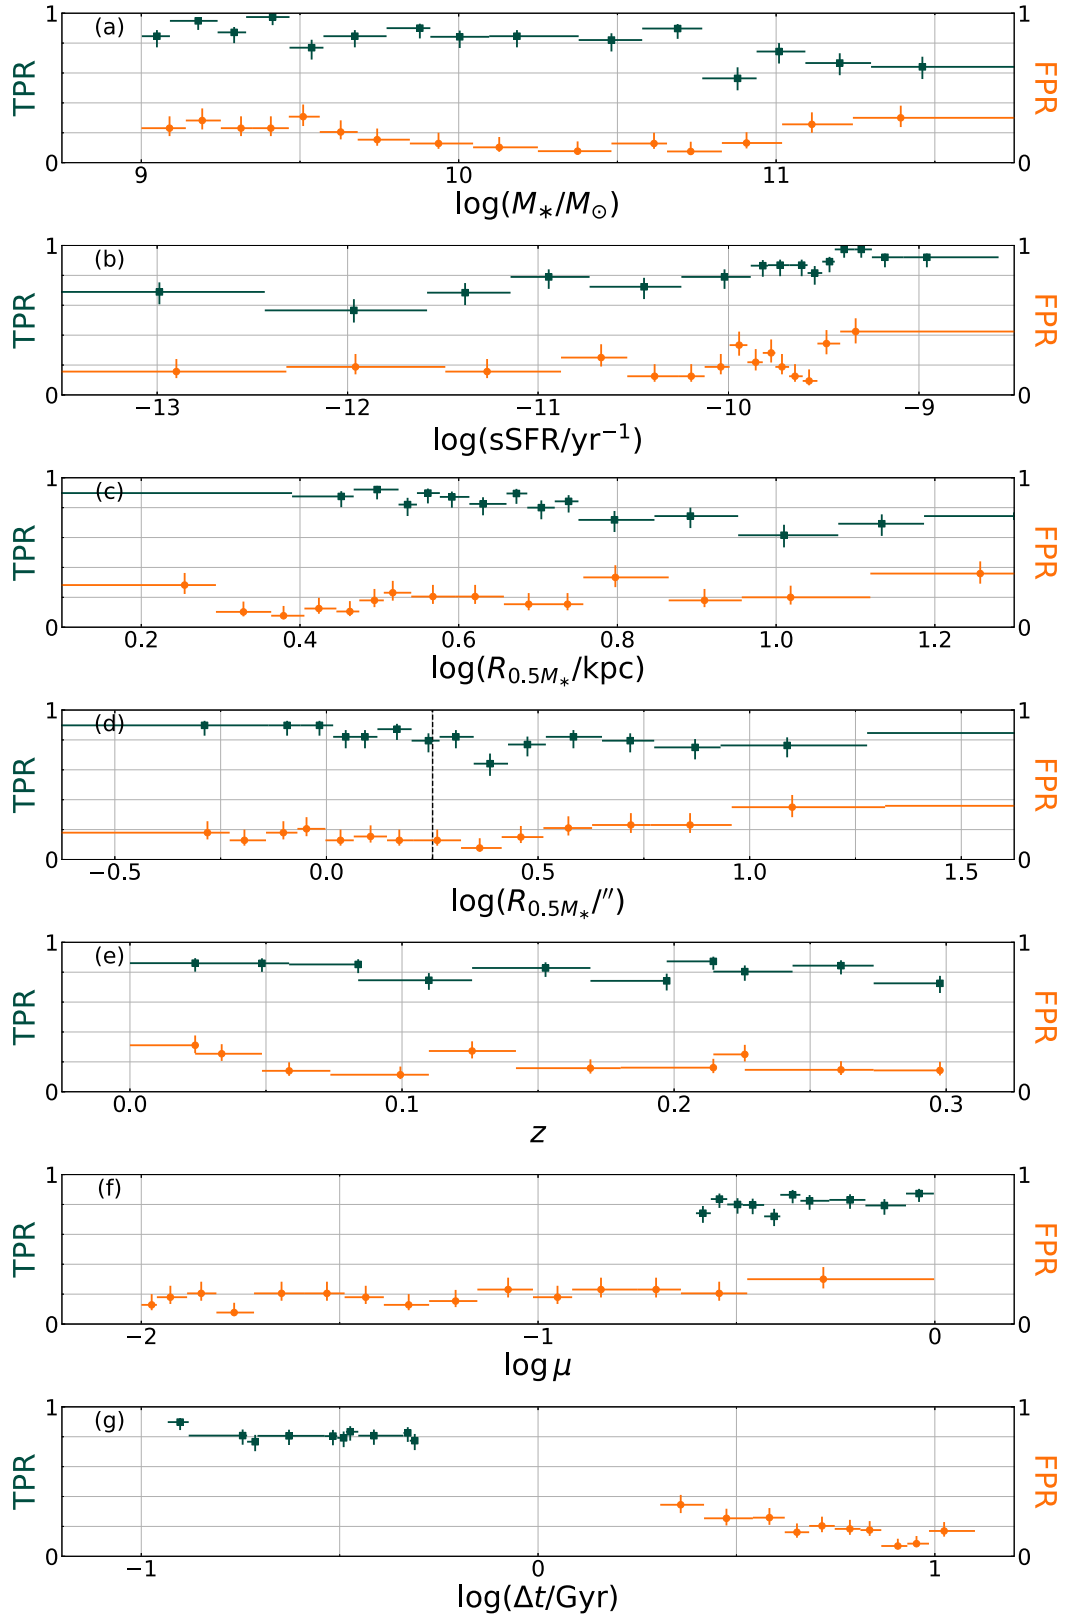 1 (a) 1
TPR FPR
0 0
9 10 11
log(M∗/M⊙)
1 (b) 1
TPR FPR
0 0
−13 −12 −11 −10 −9
log(sSFR/yr⁻¹)
1 (c) 1
TPR FPR
0 0
0.2 0.4 0.6 0.8 1.0 1.2
log(R₀.₅M∗/kpc)
1 (d) 1
TPR FPR
0 0
−0.5 0.0 0.5 1.0 1.5
log(R₀.₅M∗/′′)
1 (e) 1
TPR FPR
0 0
0.0 0.1 0.2 0.3
z
1 (f) 1
TPR FPR
0 0
−2 −1 0
log μ
1 (g) 1
TPR FPR
0 0
−1 0 1
log(Δt/Gyr)